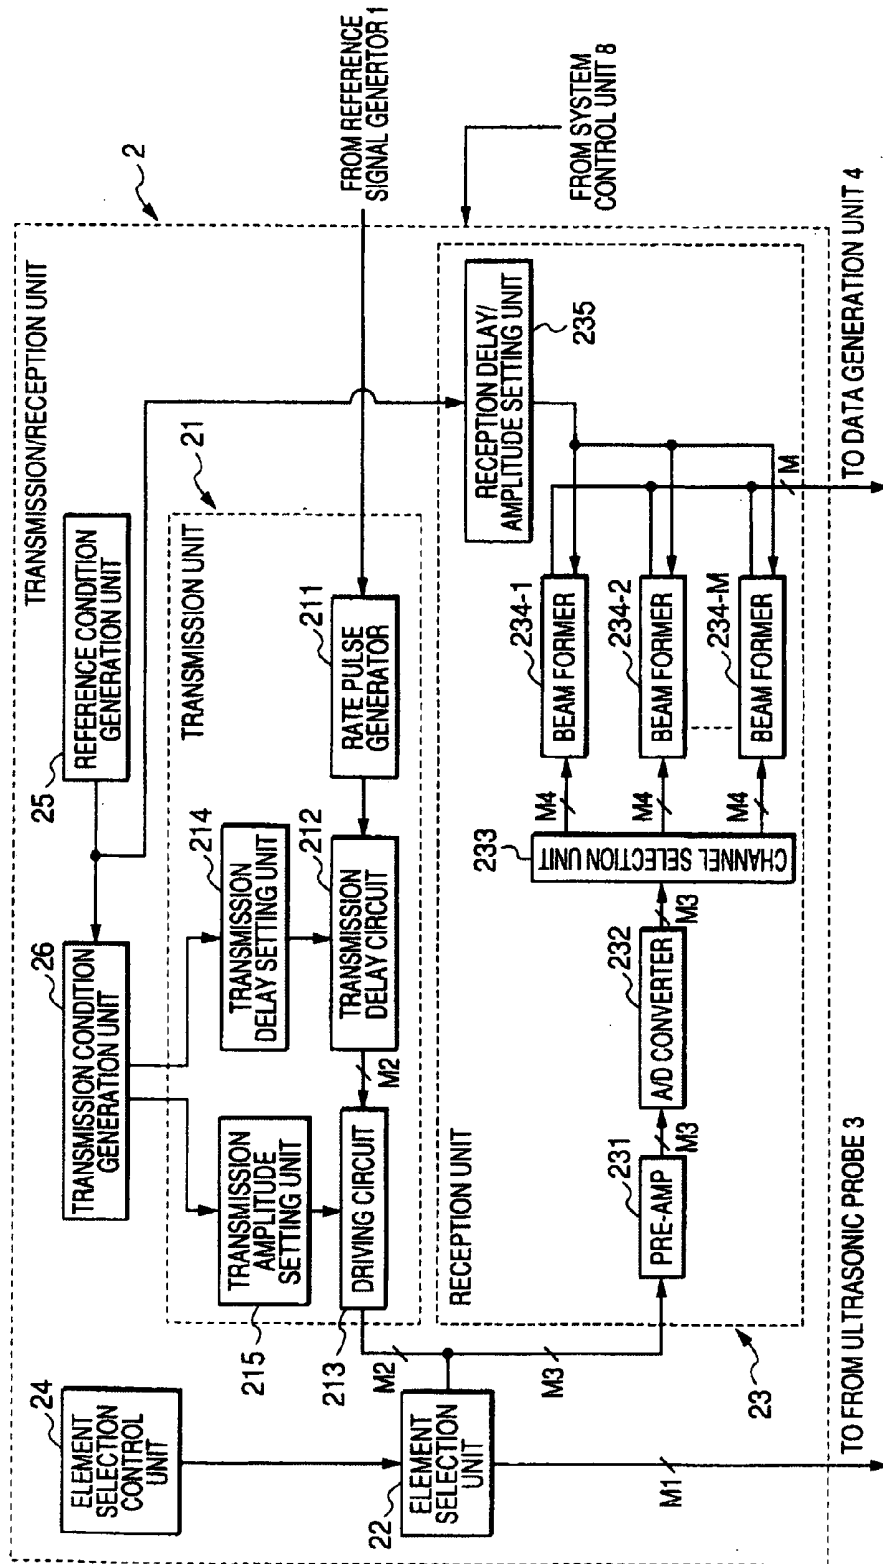 2
TRANSMISSION/RECEPTION UNIT
24
ELEMENT
SELECTION
CONTROL
UNIT
26
TRANSMISSION CONDITION
GENERATION UNIT
25
REFERENCE CONDITION
GENERATION UNIT
21
TRANSMISSION UNIT
TRANSMISSION
AMPLITUDE
SETTING UNIT
215
214
TRANSMISSION
DELAY SETTING UNIT
22
ELEMENT
SELECTION
UNIT
213
DRIVING CIRCUIT
M2
212
TRANSMISSION
DELAY CIRCUIT
211
RATE PULSE
GENERATOR
FROM REFERENCE
SIGNAL GENERTOR 1
M2
M3
M1
RECEPTION UNIT
23
231
PRE-AMP
M3
232
A/D CONVERTER
M3
233
CHANNEL SELECTION UNIT
M4
M4
M4
234-1
BEAM FORMER
234-2
BEAM FORMER
234-M
BEAM FORMER
RECEPTION DELAY/
AMPLITUDE SETTING UNIT
235
M
FROM SYSTEM
CONTROL UNIT 8
TO FROM ULTRASONIC PROBE 3
TO DATA GENERATION UNIT 4